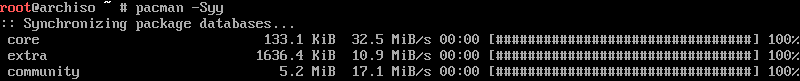 root@archiso ~ # pacman -Syy
:: Synchronizing package databases...
core 133.1 KiB 32.5 MiB/s 00:00 [################################] 100%
extra 1636.4 KiB 10.9 MiB/s 00:00 [################################] 100%
community 5.2 MiB 17.1 MiB/s 00:00 [################################] 100%